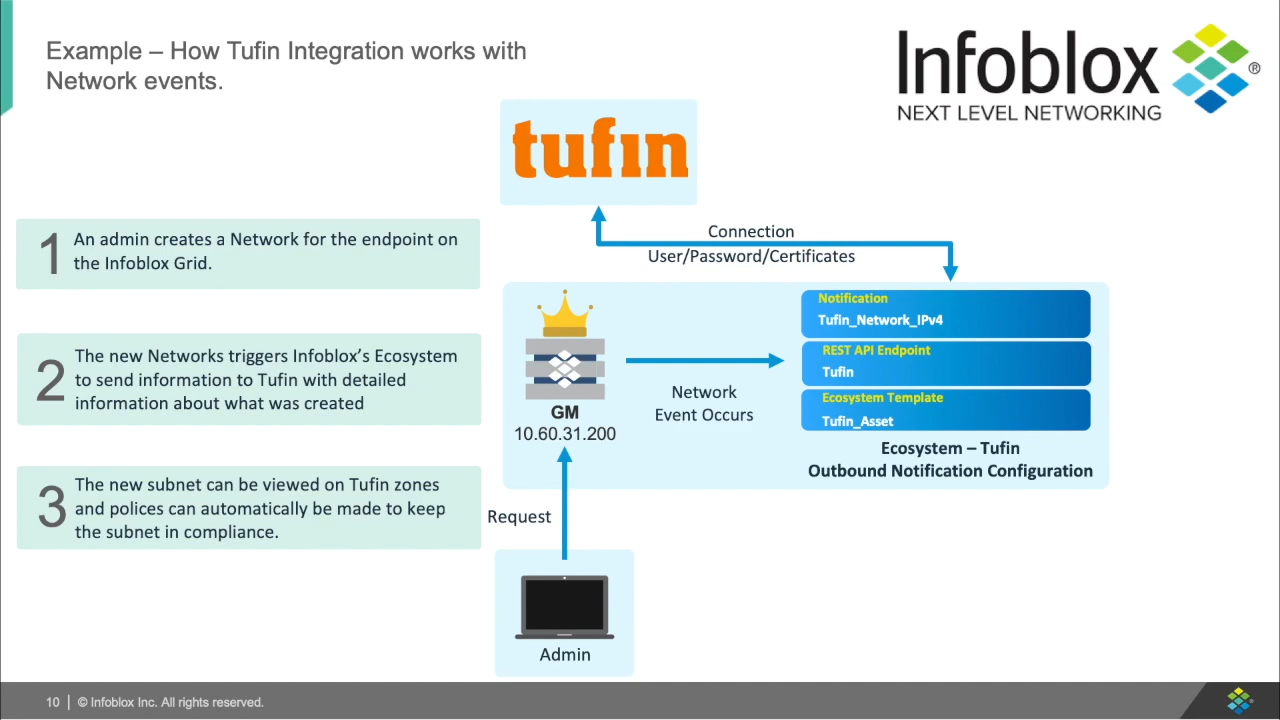 Example – How Tufin Integration works with
Network events.
Infoblox
®
NEXT LEVEL NETWORKING
tufin
1
An admin creates a Network for the endpoint on
the Infoblox Grid.
2
The new Networks triggers Infoblox’s Ecosystem
to send information to Tufin with detailed
information about what was created
3
The new subnet can be viewed on Tufin zones
and polices can automatically be made to keep
the subnet in compliance.
Connection
User/Password/Certificates
Notification
Tufin_Network_IPv4
REST API Endpoint
Tufin
Ecosystem Template
Tufin_Asset
Ecosystem – Tufin
Outbound Notification Configuration
Network
Event Occurs
GM
10.60.31.200
Request
Admin
10 | © Infoblox Inc. All rights reserved.